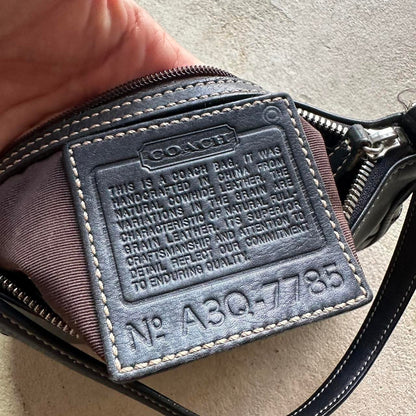 COACH
THIS IS A COACH BAG. IT WAS
HANDCRAFTED IN CHINA FROM
NATURAL COWHIDE LEATHER. THE
VARIATIONS IN THE GRAIN ARE
CHARACTERISTIC OF NATURAL FULL
GRAIN LEATHER. ITS SUPERIOR
CRAFTSMANSHIP AND ATTENTION TO
DETAIL REFLECT OUR COMMITMENT
TO ENDURING QUALITY.
Nº A3Q-7785